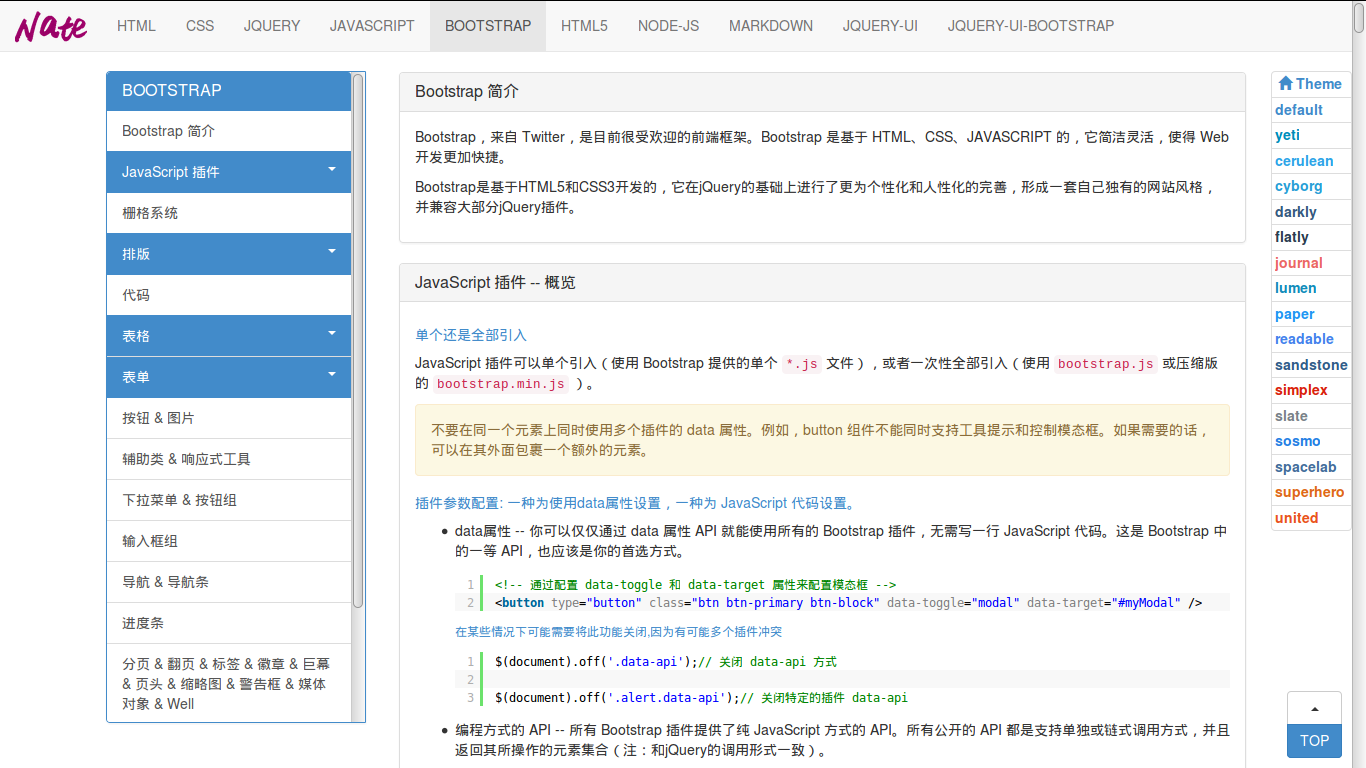 Nate HTML CSS JQUERY JAVASCRIPT BOOTSTRAP HTML5 NODE-JS MARKDOWN JQUERY-UI JQUERY-UI-BOOTSTRAP
BOOTSTRAP
Bootstrap 简介
JavaScript 插件
栅格系统
排版
代码
表格
表单
按钮 & 图片
辅助类 & 响应式工具
下拉菜单 & 按钮组
输入框组
导航 & 导航条
进度条
分页 & 翻页 & 标签 & 徽章 & 巨幕
& 页头 & 缩略图 & 警告框 & 媒体
对象 & Well
Bootstrap 简介
Bootstrap，来自 Twitter，是目前很受欢迎的前端框架。Bootstrap 是基于 HTML、CSS、JAVASCRIPT 的，它简洁灵活，使得 Web
开发更加快捷。
Bootstrap是基于HTML5和CSS3开发的，它在jQuery的基础上进行了更为个性化和人性化的完善，形成一套自己独有的网站风格，
并兼容大部分jQuery插件。
JavaScript 插件 -- 概览
单个还是全部引入
JavaScript 插件可以单个引入（使用 Bootstrap 提供的单个 *.js 文件），或者一次性全部引入（使用 bootstrap.js 或压缩版
的 bootstrap.min.js ）。
不要在同一个元素上同时使用多个插件的 data 属性。例如，button 组件不能同时支持工具提示和控制模态框。如果需要的话，
可以在其外面包裹一个额外的元素。
插件参数配置: 一种为使用data属性设置，一种为 JavaScript 代码设置。
● data属性 -- 你可以仅仅通过 data 属性 API 就能使用所有的 Bootstrap 插件，无需写一行 JavaScript 代码。这是 Bootstrap 中
的一等 API，也应该是你的首选方式。
1 <!-- 通过配置 data-toggle 和 data-target 属性来配置模态框 -->
2 <button type="button" class="btn btn-primary btn-block" data-toggle="modal" data-target="#myModal" />
在某些情况下可能需要将此功能关闭,因为有可能多个插件冲突
1 $(document).off('.data-api');// 关闭 data-api 方式
2
3 $(document).off('.alert.data-api');// 关闭特定的插件 data-api
● 编程方式的 API -- 所有 Bootstrap 插件提供了纯 JavaScript 方式的 API。所有公开的 API 都是支持单独或链式调用方式，并且
返回其所操作的元素集合（注：和jQuery的调用形式一致）。
Theme
default
yeti
cerulean
cyborg
darkly
flatly
journal
lumen
paper
readable
sandstone
simplex
slate
sosmo
spacelab
superhero
united
TOP